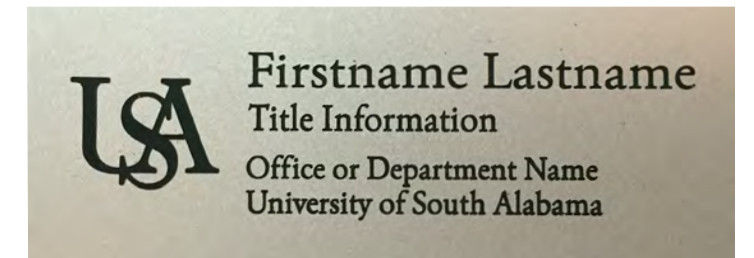 USA
Firstname Lastname
Title Information
Office or Department Name
University of South Alabama